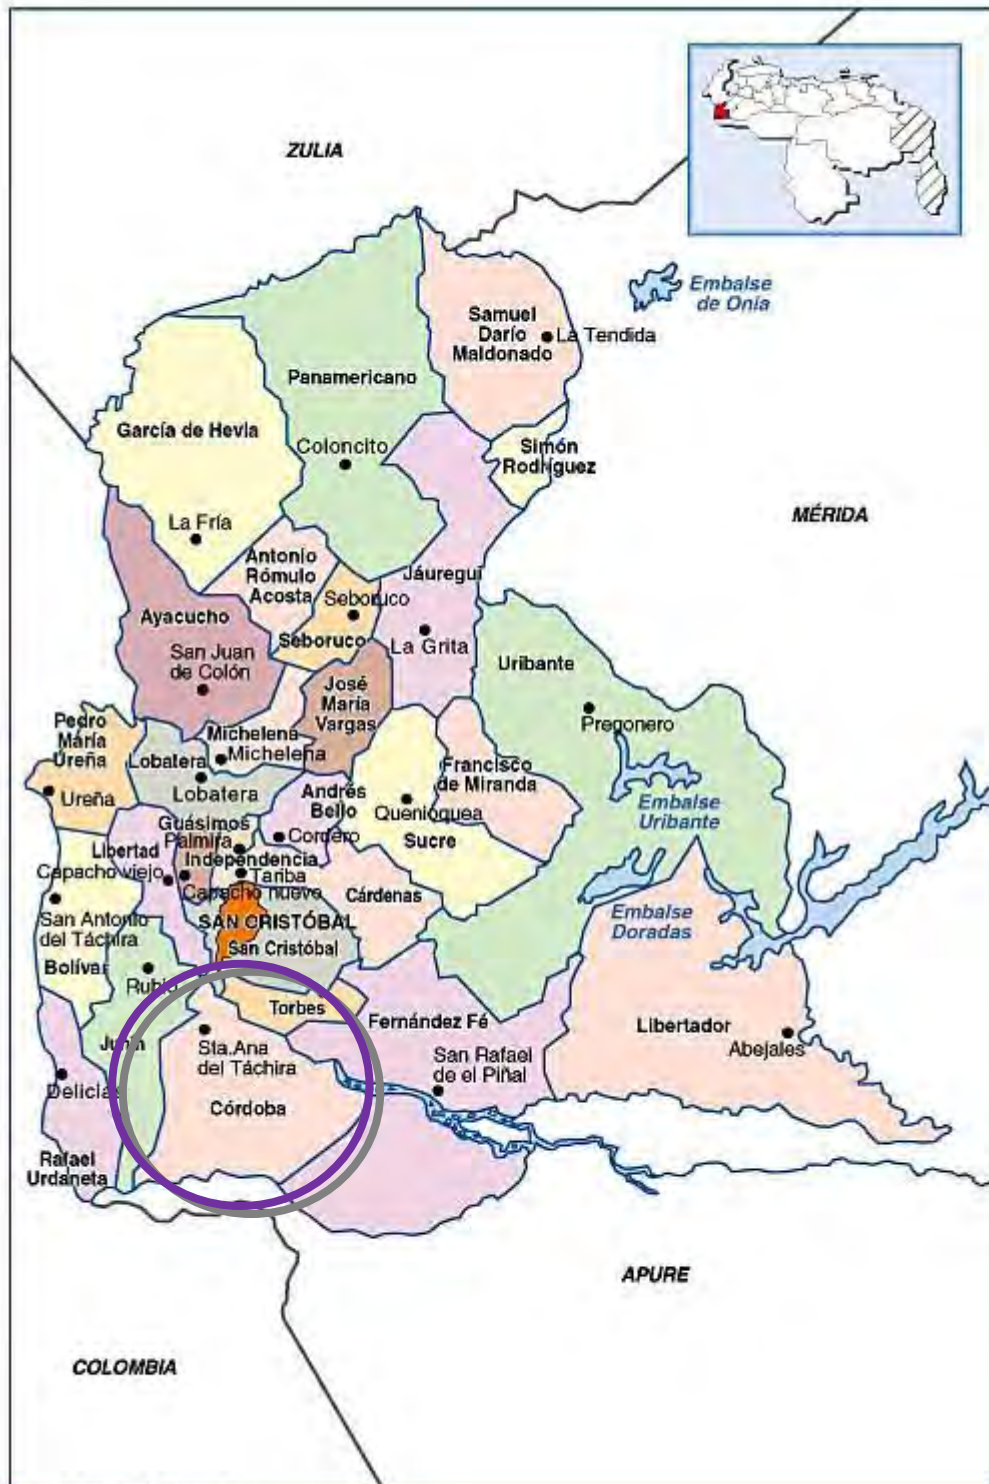 ZULIA
Embalse
de Onia
Samuel
Darío
Maldonado
La Tendida
Panamericano
García de Hevia
Coloncito
Simón
Rodríguez
MÉRIDA
La Fría
Antonio
Rómulo
Acosta
Jáuregui
Seboruco
Ayacucho
Seboruco
La Grita
San Juan
de Colón
Uribante
José
María
Vargas
Pregonero
Pedro
María
Ureña
Michelena
Michelena
Lobatera
Francisco
de Miranda
Ureña
Lobatera
Andrés
Bello
Queniquea
Embalse
Uribante
Guásimos
Palmira
Cordero
Sucre
Libertad
Independencia
Capacho viejo
Tariba
Capacho nuevo
Cárdenas
San Antonio
del Táchira
SAN CRISTÓBAL
San Cristóbal
Embalse
Doradas
Bolívar
Rubio
Torbes
Fernández Fé
Libertador
Junín
Sta.Ana
del Táchira
San Rafael
de el Piñal
Abejales
Delicias
Córdoba
Rafael
Urdaneta
APURE
COLOMBIA